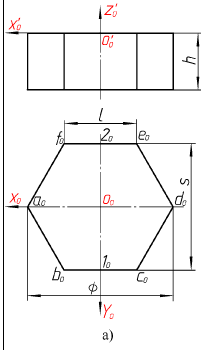 z'₀
x'₀
o'₀
h
l
f₀
2₀
e₀
s
x₀
a₀
o₀
d₀
b₀
1₀
c₀
ϕ
Y₀
а)